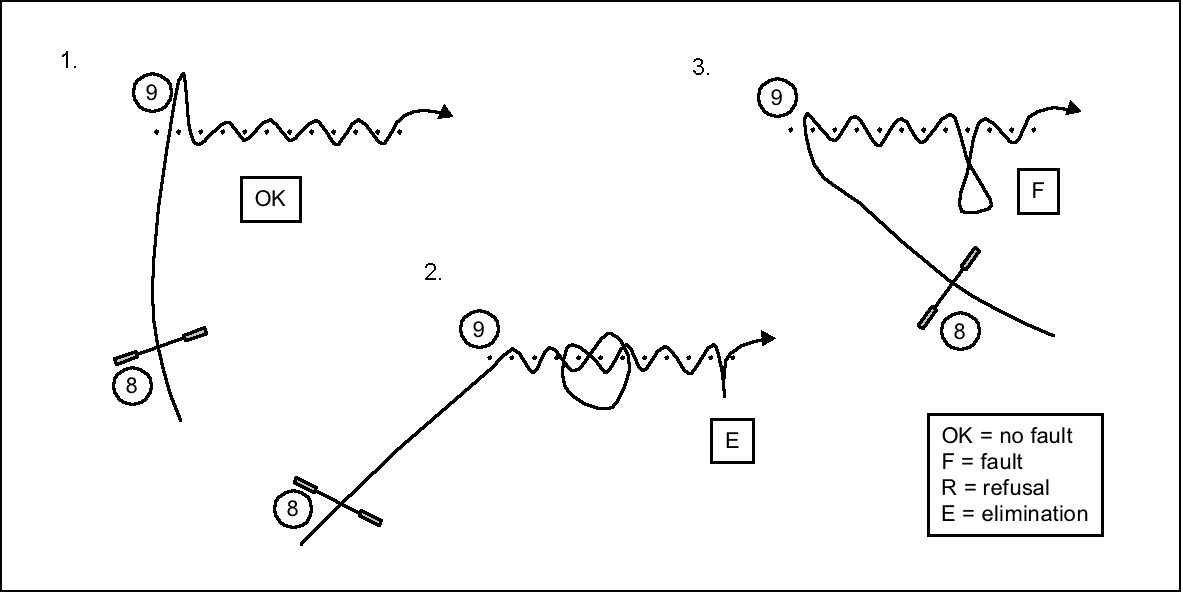 1.
9
OK
8
2.
9
E
8
3.
9
F
8
OK = no fault
F = fault
R = refusal
E = elimination